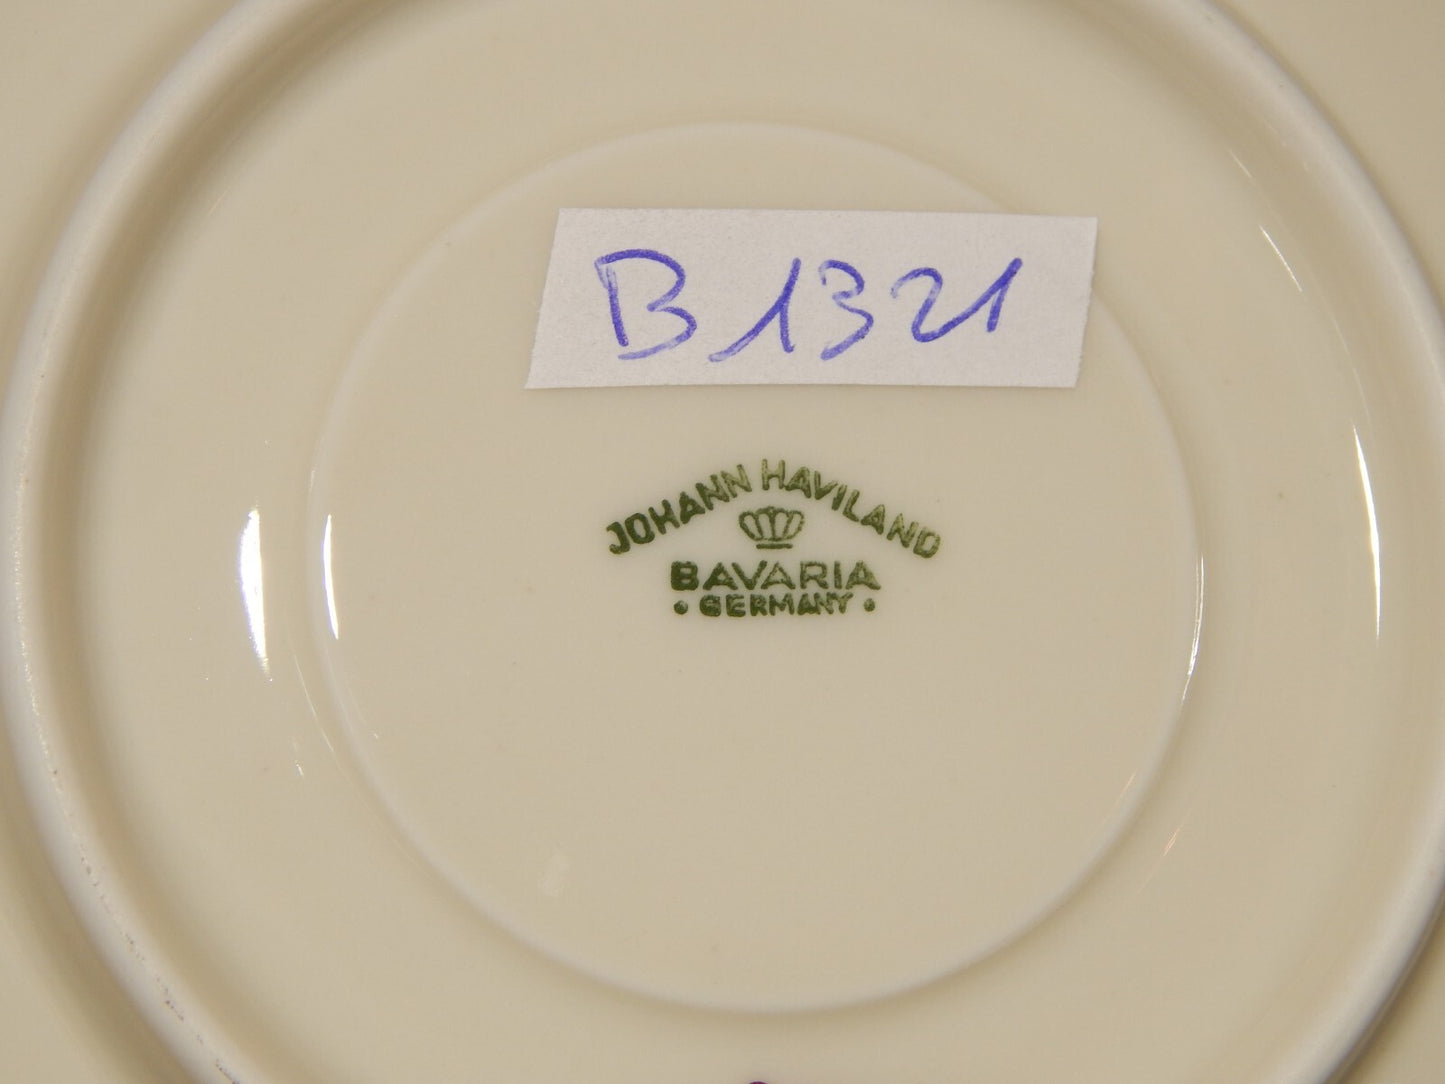 B1321
JOHANN HAVILAND
BAVARIA
• GERMANY •